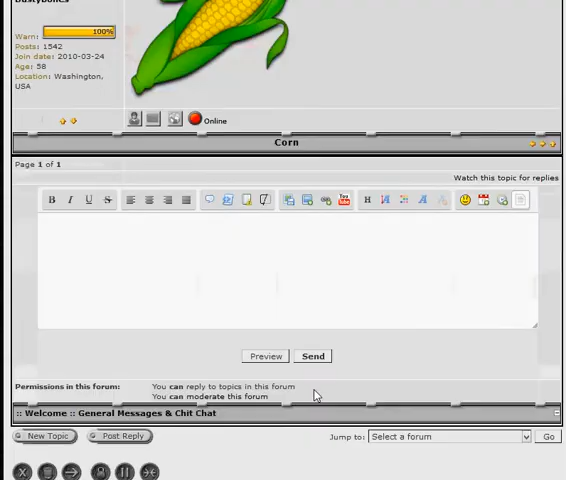 DustyBones
Warn: 100%
Posts: 1542
Join date: 2010-03-24
Age: 58
Location: Washington,
USA
Online
Corn
Page 1 of 1
Watch this topic for replies
B I U S You Tube H A A A
Preview Send
Permissions in this forum: You can reply to topics in this forum
You can moderate this forum
:: Welcome :: General Messages & Chit Chat
New Topic Post Reply Jump to: Select a forum Go